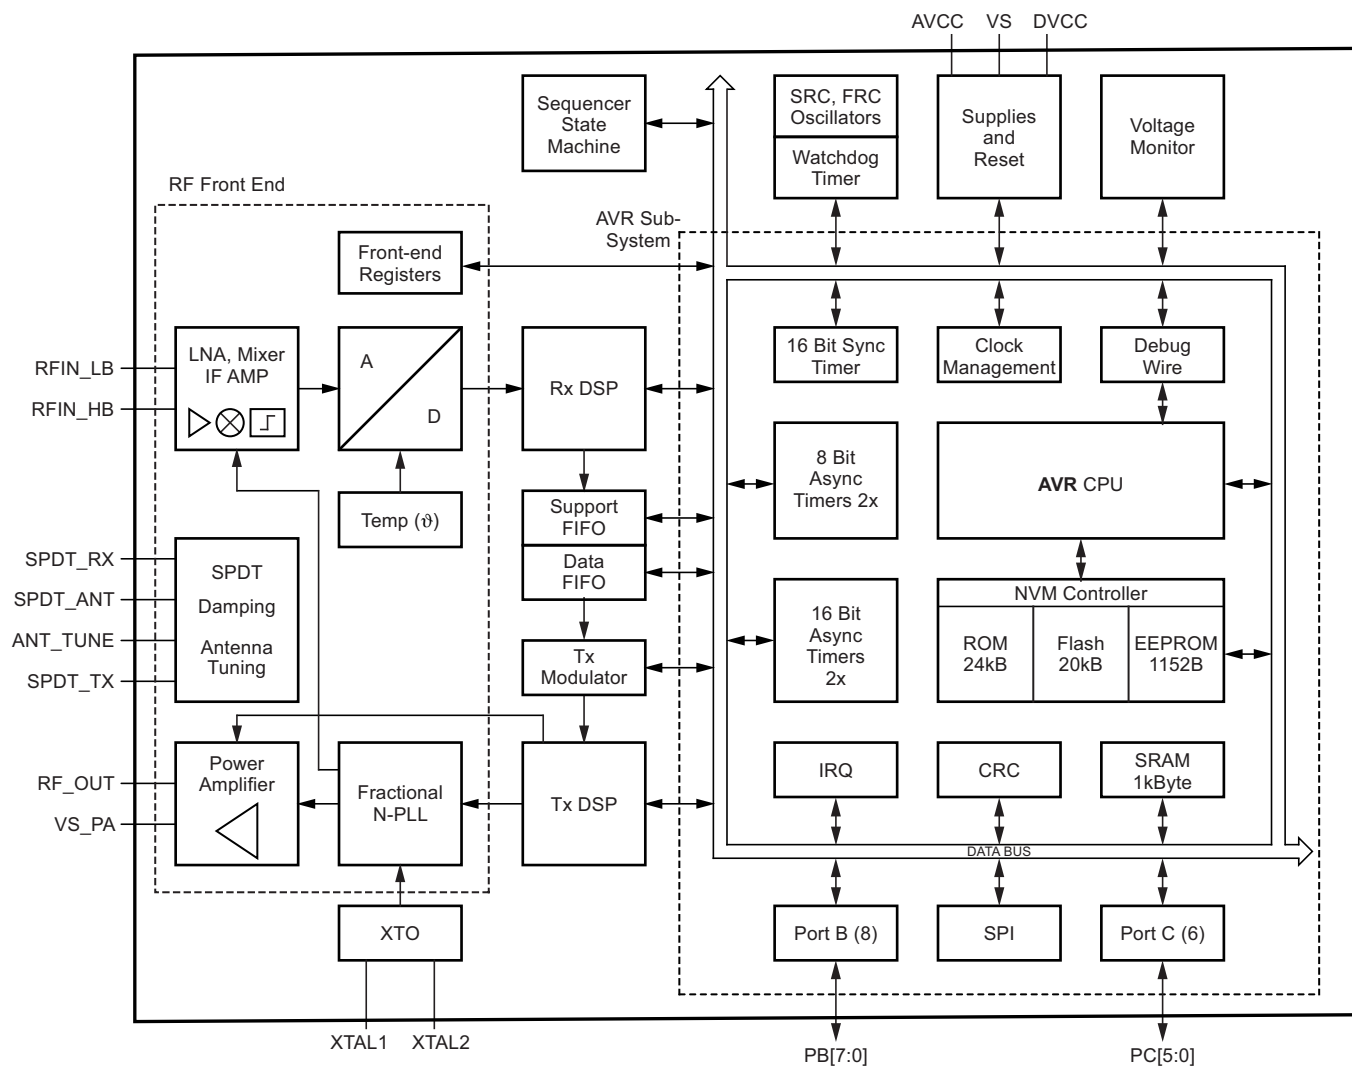 AVCC VS DVCC
Sequencer
State
Machine
SRC, FRC
Oscillators
Watchdog
Timer
Supplies
and
Reset
Voltage
Monitor
RF Front End
AVR Sub-
System
Front-end
Registers
RFIN_LB
RFIN_HB
LNA, Mixer
IF AMP
A
D
Rx DSP
16 Bit Sync
Timer
Clock
Management
Debug
Wire
Temp (ϑ)
Support
FIFO
Data
FIFO
8 Bit
Async
Timers 2x
AVR CPU
SPDT_RX
SPDT_ANT
ANT_TUNE
SPDT_TX
SPDT
Damping
Antenna
Tuning
Tx
Modulator
16 Bit
Async
Timers
2x
NVM Controller
ROM
24kB
Flash
20kB
EEPROM
1152B
RF_OUT
VS_PA
Power
Amplifier
Fractional
N-PLL
Tx DSP
IRQ
CRC
SRAM
1kByte
DATA BUS
XTO
Port B (8)
SPI
Port C (6)
XTAL1 XTAL2
PB[7:0]
PC[5:0]